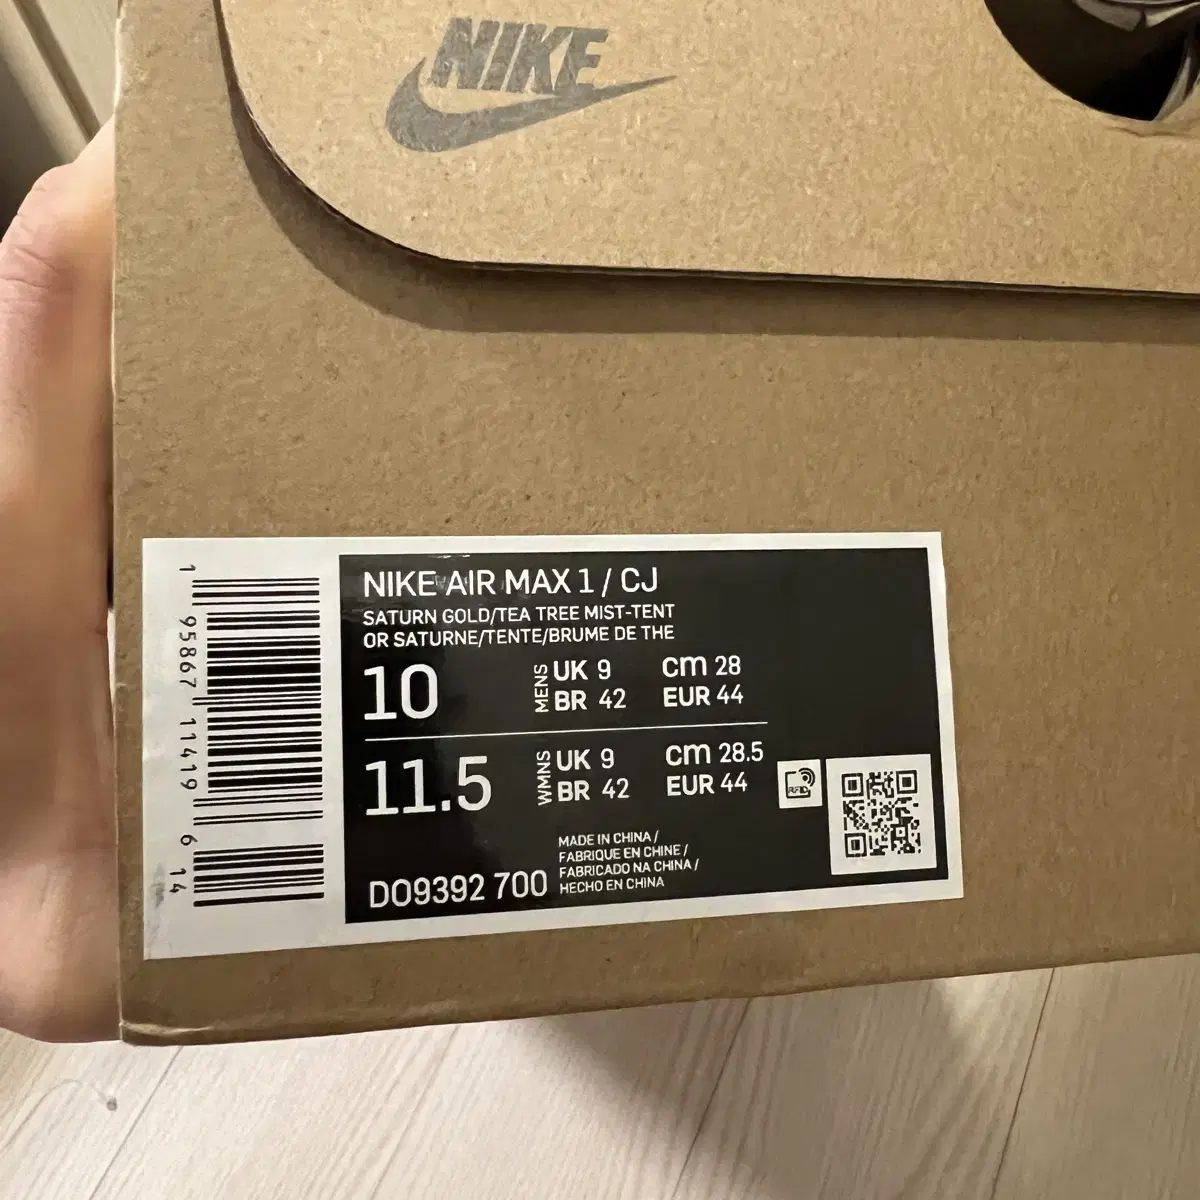 NIKE
NIKE AIR MAX 1 / CJ
SATURN GOLD/TEA TREE MIST-TENT
OR SATURNE/TENTE/BRUME DE THE
10 MENS UK 9 cm 28
BR 42 EUR 44
11.5 WMNS UK 9 cm 28.5
BR 42 EUR 44
RFID
MADE IN CHINA /
FABRIQUE EN CHINE /
FABRICADO NA CHINA /
HECHO EN CHINA
DO9392 700
1 95867 11419 6 14